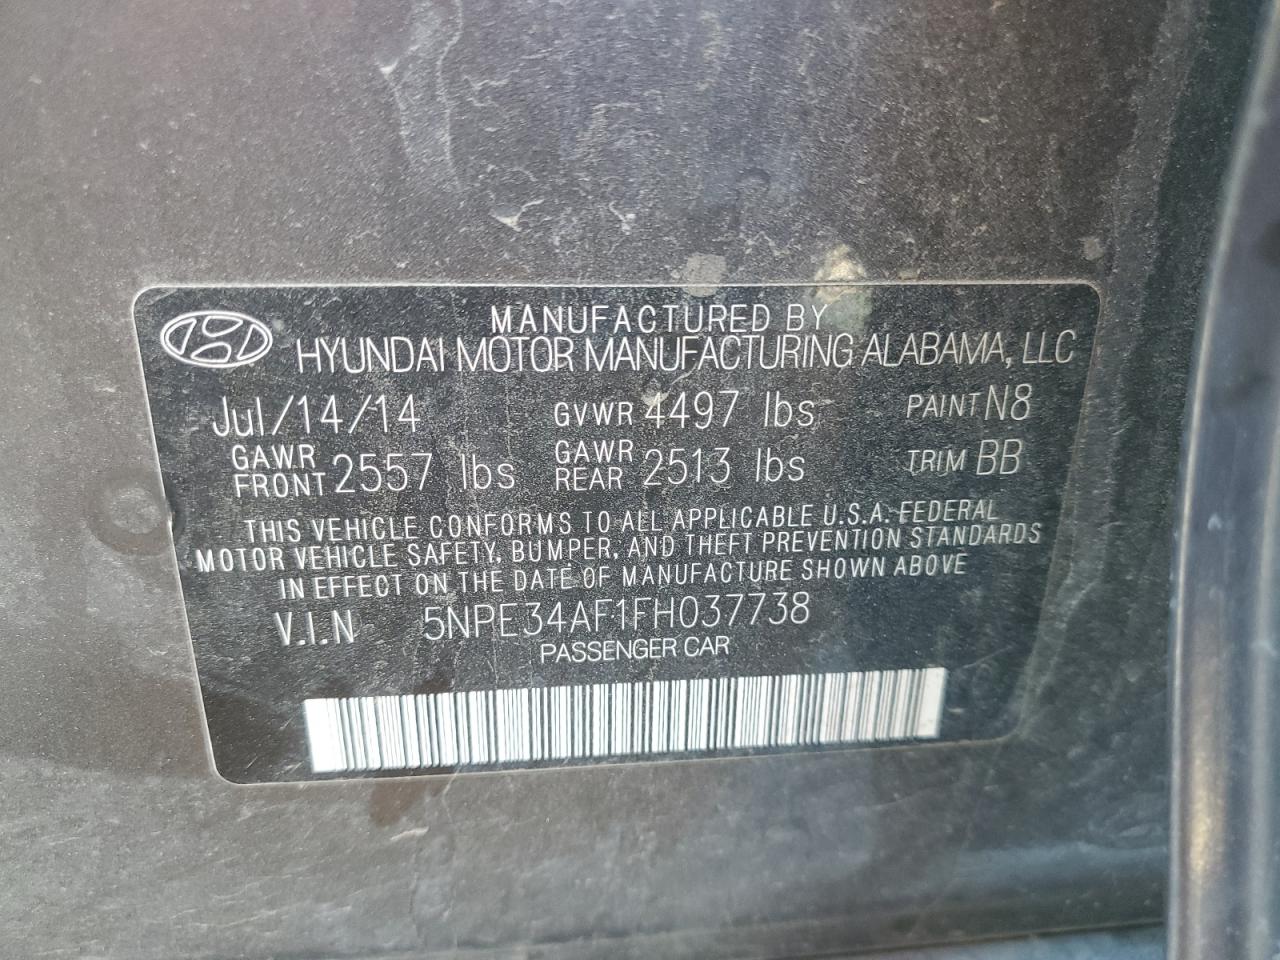 MANUFACTURED BY
HYUNDAI MOTOR MANUFACTURING ALABAMA, LLC
Jul/14/14 GVWR 4497 lbs PAINT N8
GAWR FRONT 2557 lbs GAWR REAR 2513 lbs TRIM BB
THIS VEHICLE CONFORMS TO ALL APPLICABLE U.S.A. FEDERAL
MOTOR VEHICLE SAFETY, BUMPER, AND THEFT PREVENTION STANDARDS
IN EFFECT ON THE DATE OF MANUFACTURE SHOWN ABOVE
V.I.N 5NPE34AF1FH037738
PASSENGER CAR